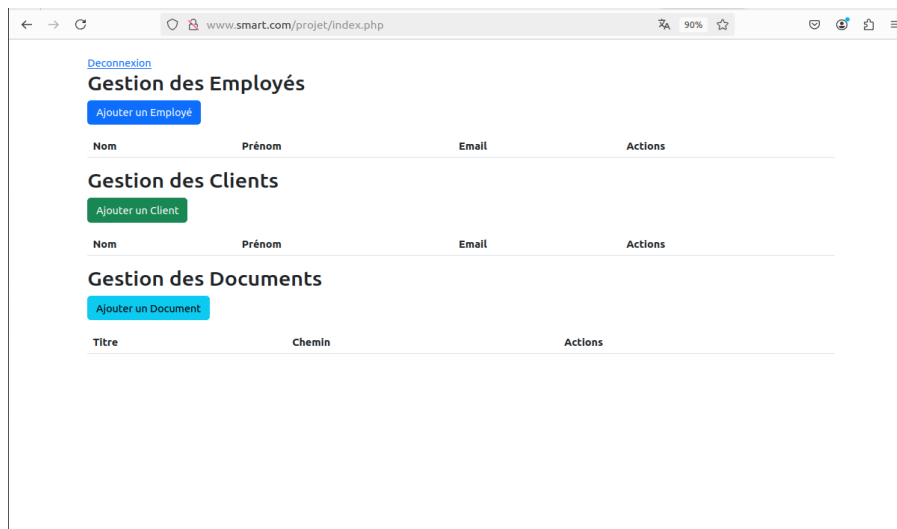 www.smart.com/projet/index.php
90%
Deconnexion
Gestion des Employés
Ajouter un Employé
Nom Prénom Email Actions
Gestion des Clients
Ajouter un Client
Nom Prénom Email Actions
Gestion des Documents
Ajouter un Document
Titre Chemin Actions